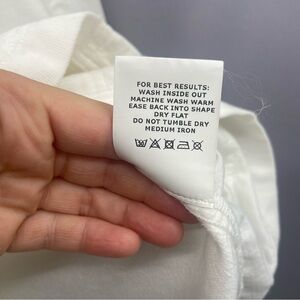 FOR BEST RESULTS:
WASH INSIDE OUT
MACHINE WASH WARM
EASE BACK INTO SHAPE
DRY FLAT
DO NOT TUMBLE DRY
MEDIUM IRON